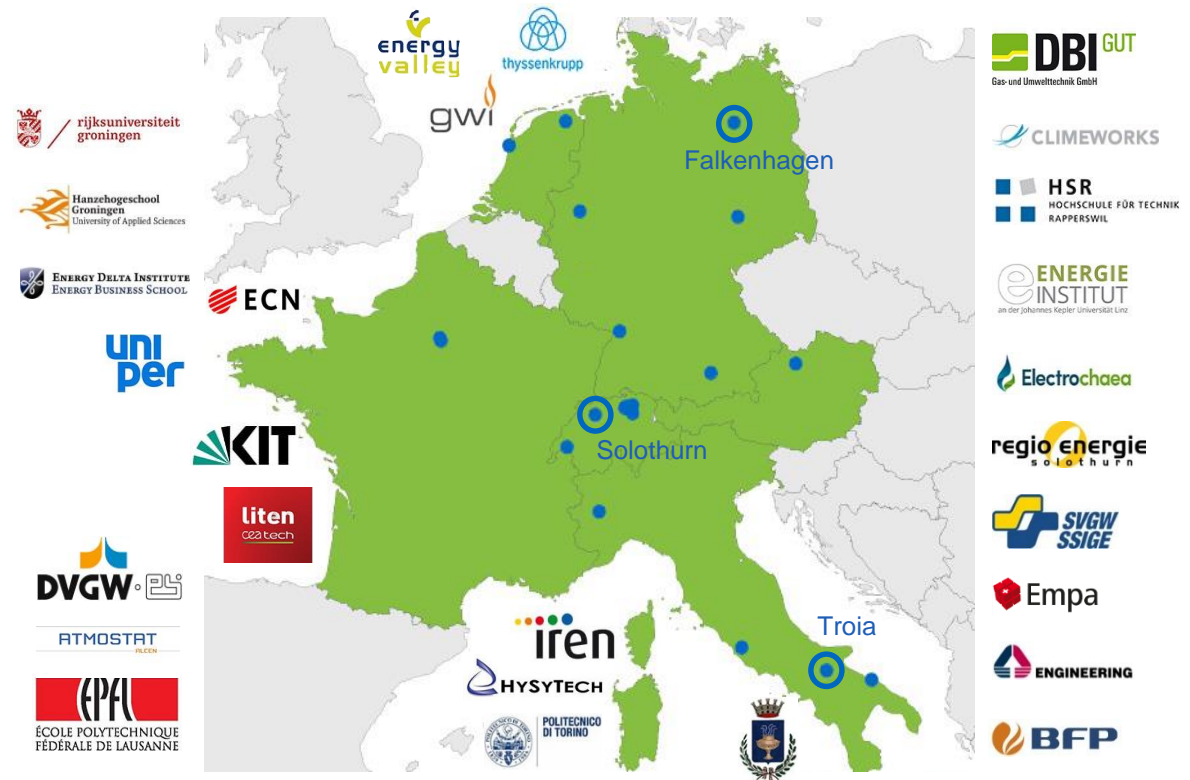 energy
valley
thyssenkrupp
gwi
DBI GUT
Gas- und Umwelttechnik GmbH
rijksuniversiteit
groningen
CLIMEWORKS
Falkenhagen
Hanzehogeschool
Groningen
University of Applied Sciences
HSR
HOCHSCHULE FÜR TECHNIK
RAPPERSWIL
ENERGY DELTA INSTITUTE
ENERGY BUSINESS SCHOOL
ECN
e ENERGIE
INSTITUT
an der Johannes Kepler Universität Linz
uni
per
Electrochaea
KIT
Solothurn
regio energie
solothurn
liten
ceatech
SVGW
SSIGE
DVGW
ATMOSTAT
ALCEN
Empa
iren
Troia
HYSYTECH
ENGINEERING
EPFL
ÉCOLE POLYTECHNIQUE
FÉDÉRALE DE LAUSANNE
POLITECNICO
DI TORINO
BFP